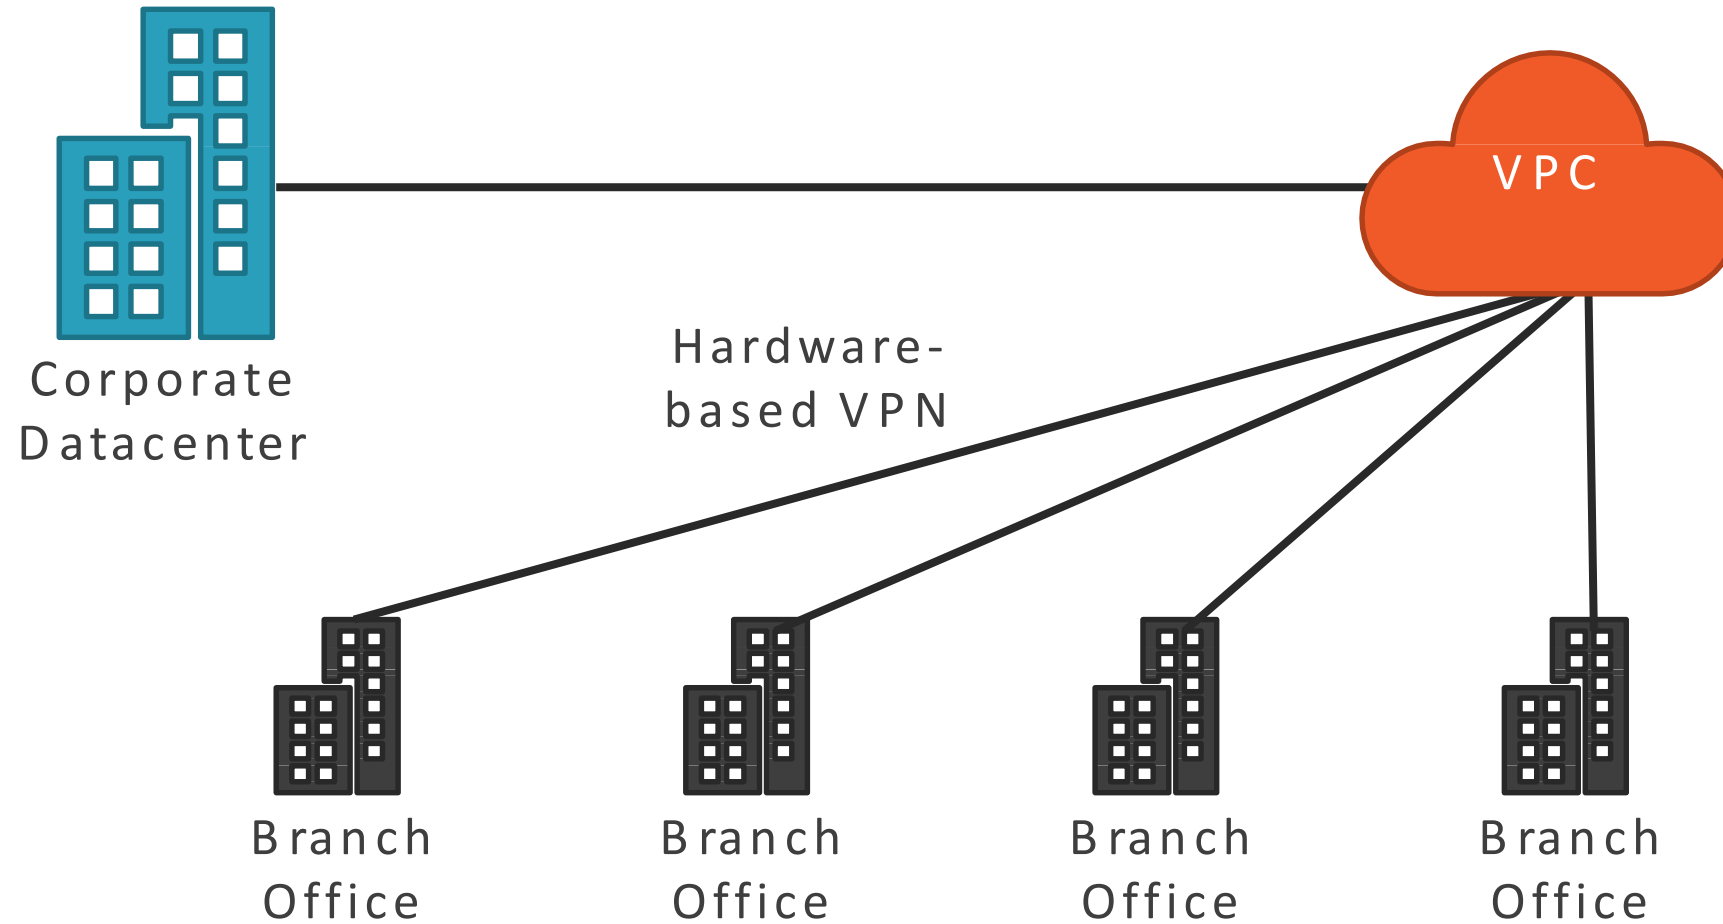 VPC
Hardware-
based VPN
Corporate
Datacenter
Branch
Office
Branch
Office
Branch
Office
Branch
Office